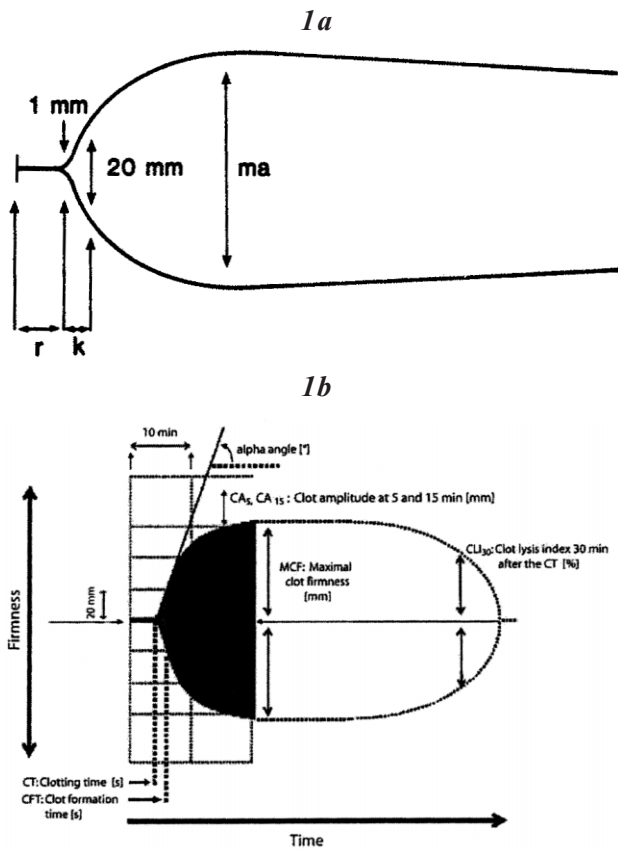 1a
1 mm
20 mm
ma
r
k
1b
10 min
alpha angle [°]
CA5, CA 15 : Clot amplitude at 5 and 15 min [mm]
CLI30: Clot lysis index 30 min
after the CT [%]
MCF: Maximal
clot firmness
[mm]
20 mm
Firmness
CT: Clotting time [s]
CFT: Clot formation
time [s]
Time